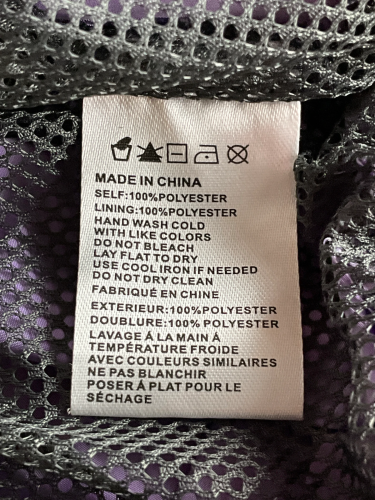 MADE IN CHINA
SELF:100%POLYESTER
LINING:100%POLYESTER
HAND WASH COLD
WITH LIKE COLORS
DO NOT BLEACH
LAY FLAT TO DRY
USE COOL IRON IF NEEDED
DO NOT DRY CLEAN
FABRIQUÉ EN CHINE
EXTERIEUR:100%POLYESTER
DOUBLURE:100%POLYESTER
LAVAGE À LA MAIN À
TEMPÉRATURE FROIDE
AVEC COULEURS SIMILAIRES
NE PAS BLANCHIR
POSER À PLAT POUR LE
SÉCHAGE